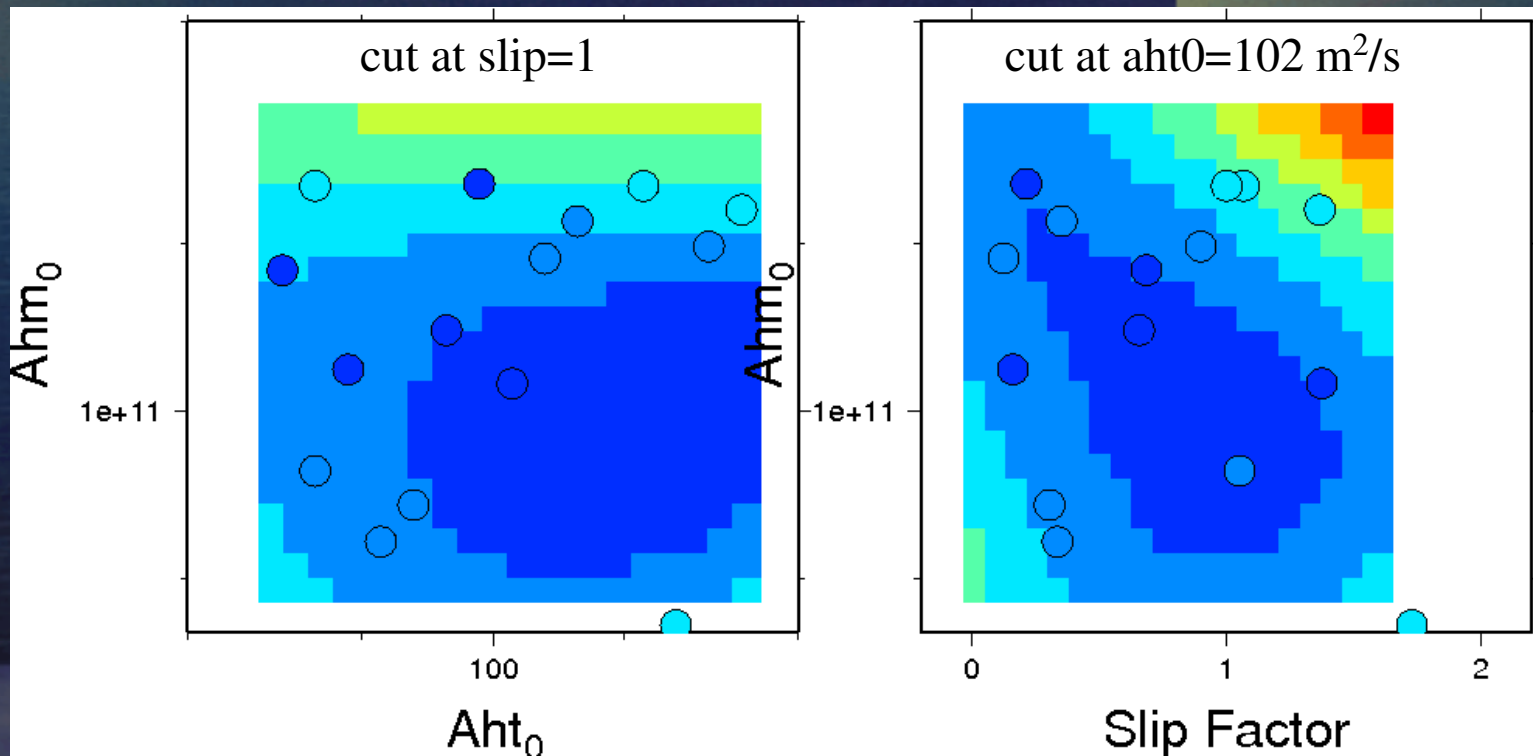 cut at slip=1
Ahm₀
1e+11
100
Aht₀
cut at aht0=102 m²/s
Ahm₀
1e+11
0 1 2
Slip Factor